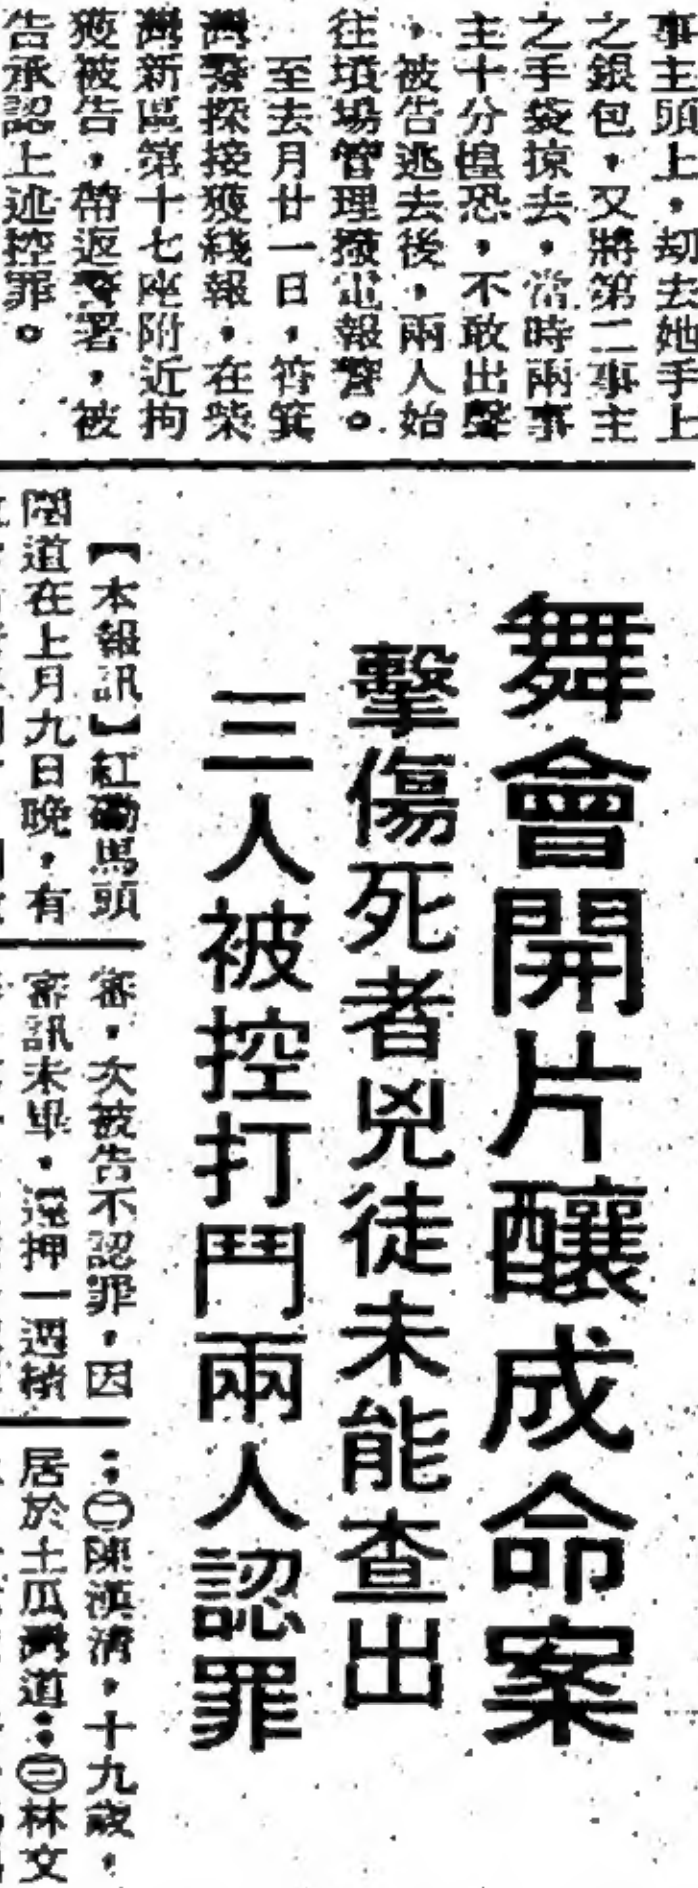 事主頭上，刧去她手上
之銀包，又將第二事主
之手袋掠去，當時兩事
主十分惶恐，不敢出聲
，被告逃去後，兩人始
往墳場管理撥電報警。
至去月廿一日，筲箕
灣警探接獲綫報，在柴
灣新區第十七座附近拘
獲被告，帶返警署，被
告承認上述控罪。
舞會開片釀成命案
擊傷死者兇徒未能查出
三人被控打鬥兩人認罪
【本報訊】紅磡馬頭
圍道在上月九日晚，有
審，次被告不認罪，因
審訊未畢，還押一週續
：㊁陳漢清，十九歲，
居於土瓜灣道：㊂林文